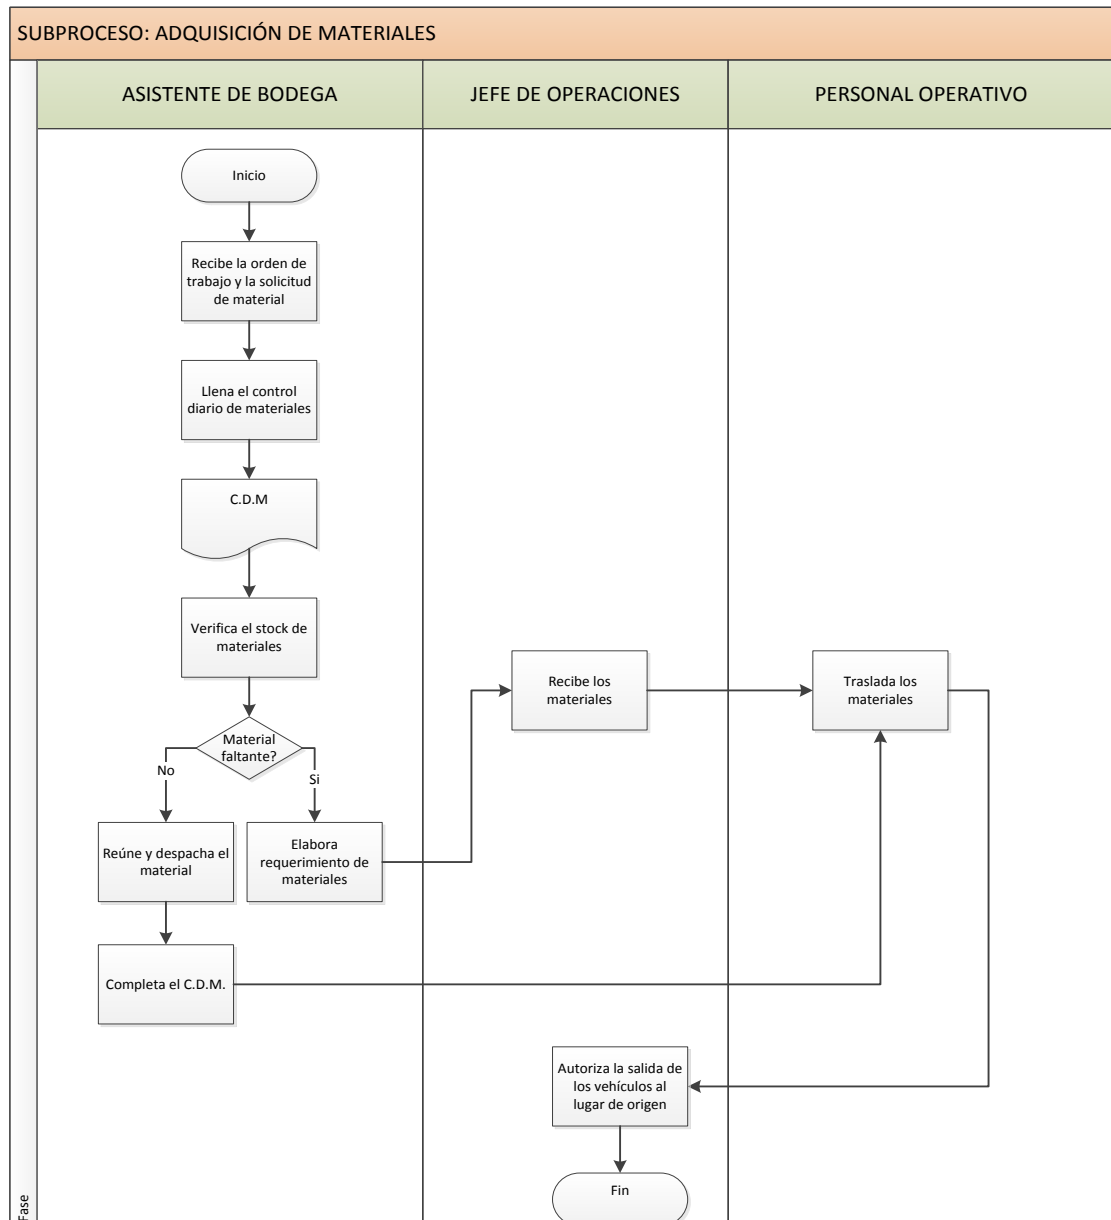 SUBPROCESO: ADQUISICIÓN DE MATERIALES
ASISTENTE DE BODEGA
JEFE DE OPERACIONES
PERSONAL OPERATIVO
Inicio
Recibe la orden de
trabajo y la solicitud
de material
Llena el control
diario de materiales
C.D.M
Verifica el stock de
materiales
Recibe los
materiales
Traslada los
materiales
Material
faltante?
No
Si
Reúne y despacha el
material
Elabora
requerimiento de
materiales
Completa el C.D.M.
Autoriza la salida de
los vehículos al
lugar de origen
Fin
Fase